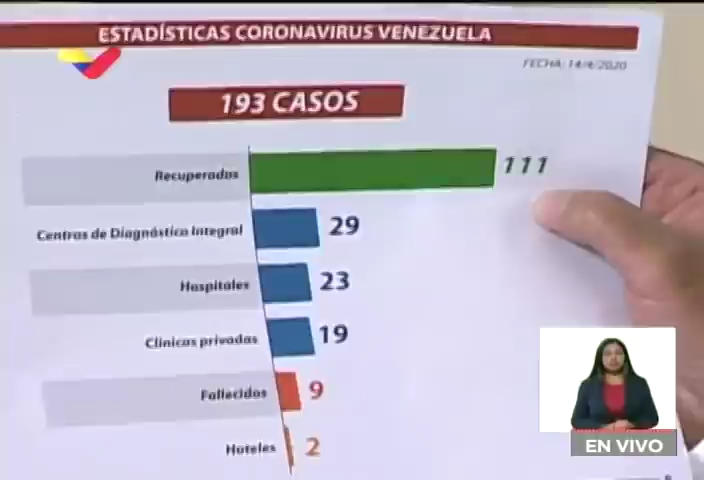 ESTADÍSTICAS CORONAVIRUS VENEZUELA
FECHA: 14/4/2020
193 CASOS
Recuperados 111
Centros de Diagnóstico Integral 29
Hospitales 23
Clínicas privadas 19
Fallecidos 9
Hoteles 2
EN VIVO